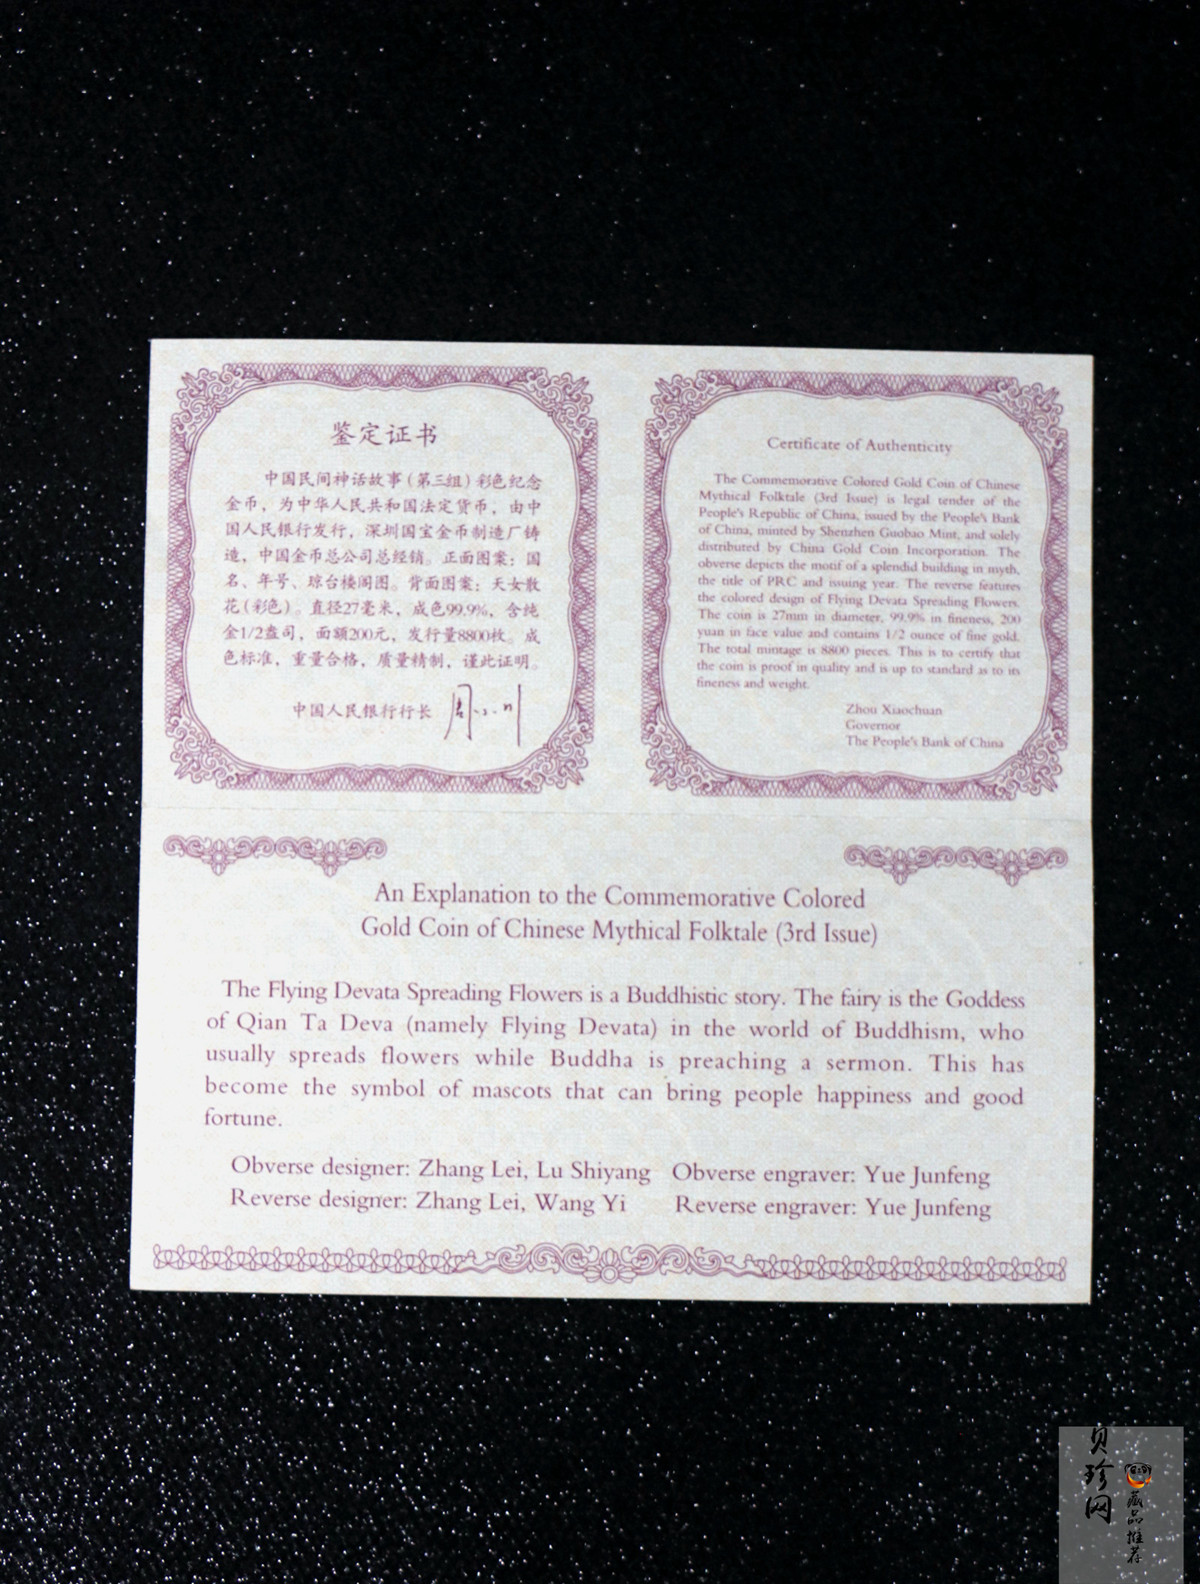 鉴定证书
中国民间神话故事(第三组)彩色纪念
金币，为中华人民共和国法定货币，由中
国人民银行发行，深圳国宝金币制造厂铸
造，中国金币总公司总经销。正面图案：国
名、年号、琼台楼阁图。背面图案：天女散
花(彩色)。直径27毫米，成色99.9%，含纯
金1/2盎司，面额200元，发行量8800枚。成
色标准，重量合格，质量精制，谨此证明。
中国人民银行行长 周小川
Certificate of Authenticity
The Commemorative Colored Gold Coin of Chinese
Mythical Folktale (3rd Issue) is legal tender of the
People's Republic of China, issued by the People's Bank
of China, minted by Shenzhen Guobao Mint, and solely
distributed by China Gold Coin Incorporation. The
obverse depicts the motif of a splendid building in myth,
the title of PRC and issuing year. The reverse features
the colored design of Flying Devata Spreading Flowers.
The coin is 27mm in diameter, 99.9% in fineness, 200
yuan in face value and contains 1/2 ounce of fine gold.
The total mintage is 8800 pieces. This is to certify that
the coin is proof in quality and is up to standard as to its
fineness and weight.
Zhou Xiaochuan
Governor
The People's Bank of China
An Explanation to the Commemorative Colored
Gold Coin of Chinese Mythical Folktale (3rd Issue)
The Flying Devata Spreading Flowers is a Buddhistic story. The fairy is the Goddess
of Qian Ta Deva (namely Flying Devata) in the world of Buddhism, who
usually spreads flowers while Buddha is preaching a sermon. This has
become the symbol of mascots that can bring people happiness and good
fortune.
Obverse designer: Zhang Lei, Lu Shiyang Obverse engraver: Yue Junfeng
Reverse designer: Zhang Lei, Wang Yi Reverse engraver: Yue Junfeng
贝珍网
藏品推荐